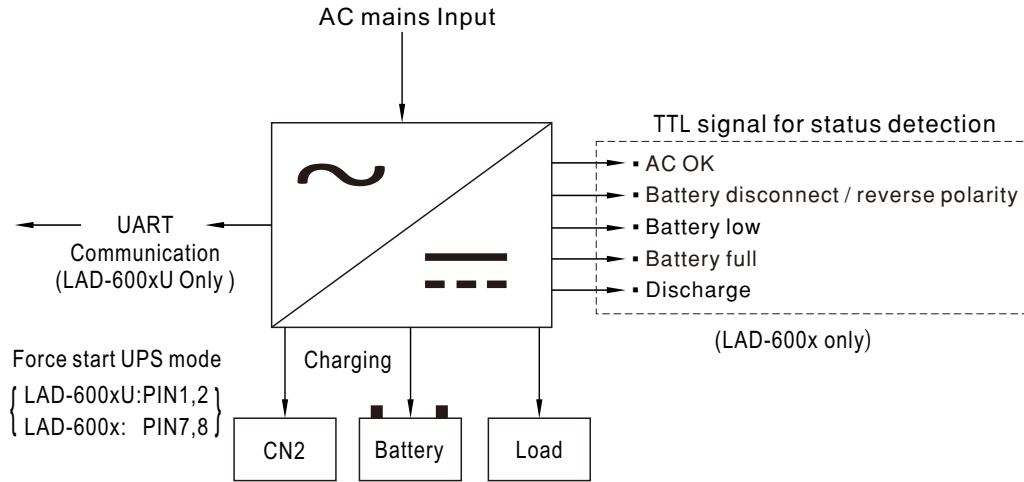 AC mains Input
TTL signal for status detection
▪ AC OK
▪ Battery disconnect / reverse polarity
▪ Battery low
▪ Battery full
▪ Discharge
(LAD-600x only)
UART
Communication
(LAD-600xU Only )
Force start UPS mode
LAD-600xU:PIN1,2
LAD-600x: PIN7,8
Charging
CN2
Battery
Load